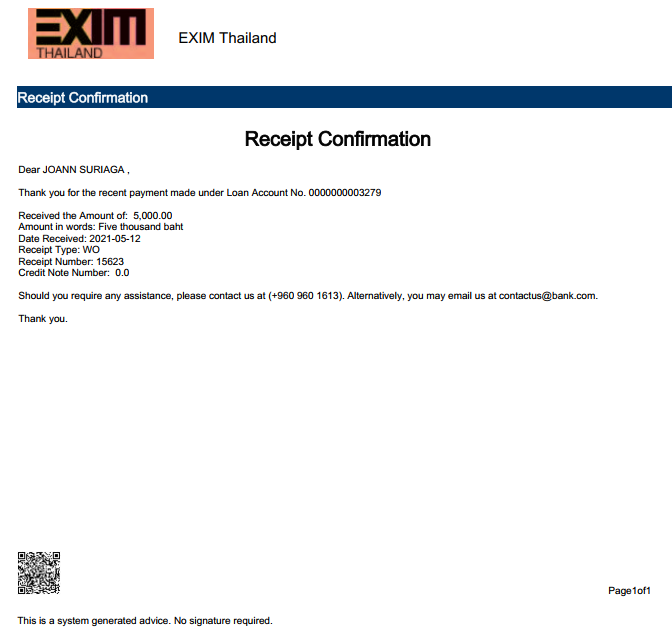 EXIM
THAILAND
EXIM Thailand
Receipt Confirmation
Receipt Confirmation
Dear JOANN SURIAGA ,
Thank you for the recent payment made under Loan Account No. 0000000003279
Received the Amount of:  5,000.00
Amount in words: Five thousand baht
Date Received: 2021-05-12
Receipt Type: WO
Receipt Number: 15623
Credit Note Number:  0.0
Should you require any assistance, please contact us at (+960 960 1613). Alternatively, you may email us at contactus@bank.com.
Thank you.
Page1of1
This is a system generated advice. No signature required.